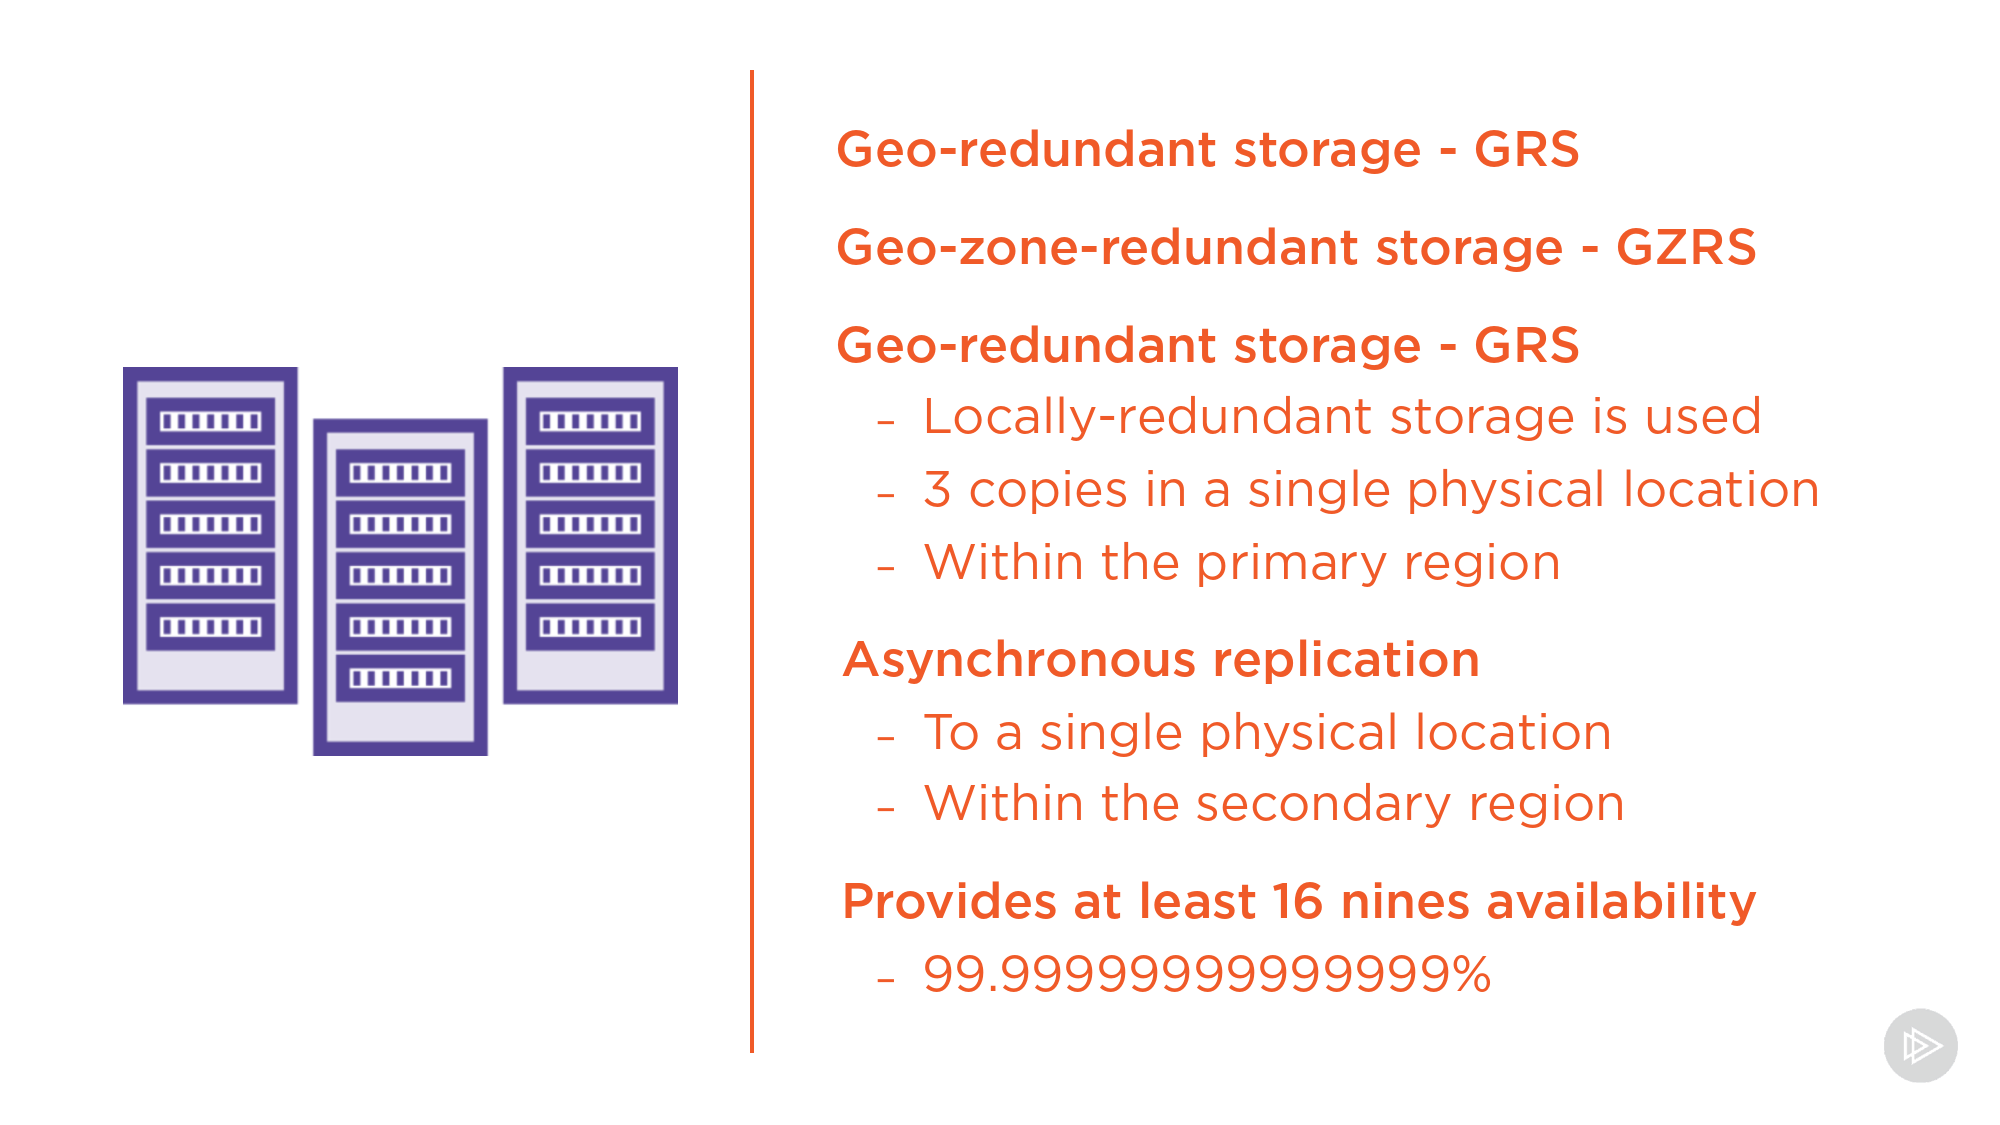 Geo-redundant storage - GRS
Geo-zone-redundant storage - GZRS
Geo-redundant storage - GRS
– Locally-redundant storage is used
– 3 copies in a single physical location
– Within the primary region
Asynchronous replication
– To a single physical location
– Within the secondary region
Provides at least 16 nines availability
– 99.99999999999999%